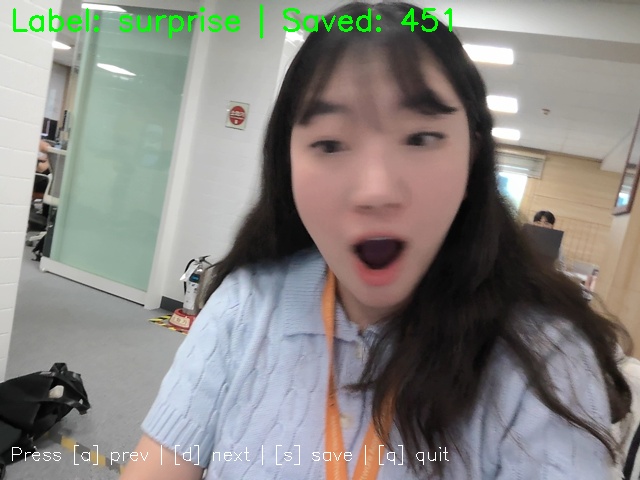 Label: surprise | Saved: 451
Press [a] prev | [d] next | [s] save | [q] quit